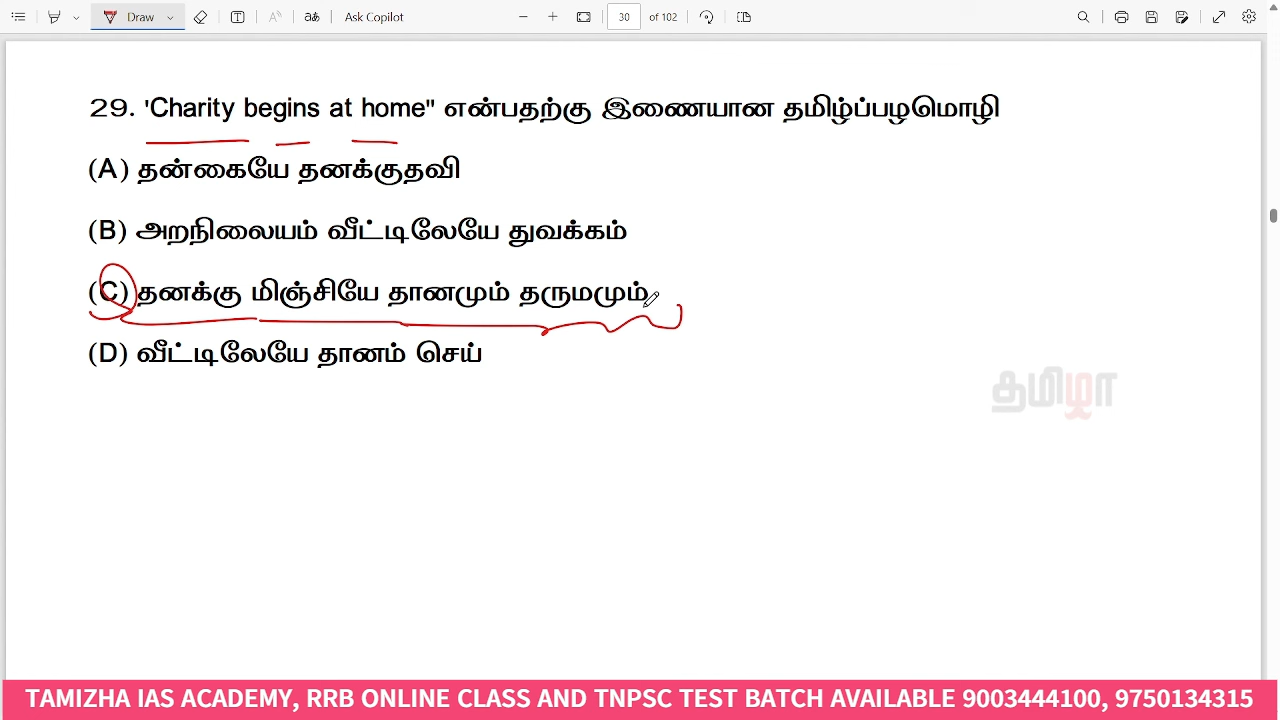 Draw
Ask Copilot
30 of 102
29. 'Charity begins at home" என்பதற்கு இணையான தமிழ்ப்பழமொழி
(A) தன்கையே தனக்குதவி
(B) அறநிலையம் வீட்டிலேயே துவக்கம்
(C) தனக்கு மிஞ்சியே தானமும் தருமமும்
(D) வீட்டிலேயே தானம் செய்
தமிழா
TAMIZHA IAS ACADEMY, RRB ONLINE CLASS AND TNPSC TEST BATCH AVAILABLE 9003444100, 9750134315